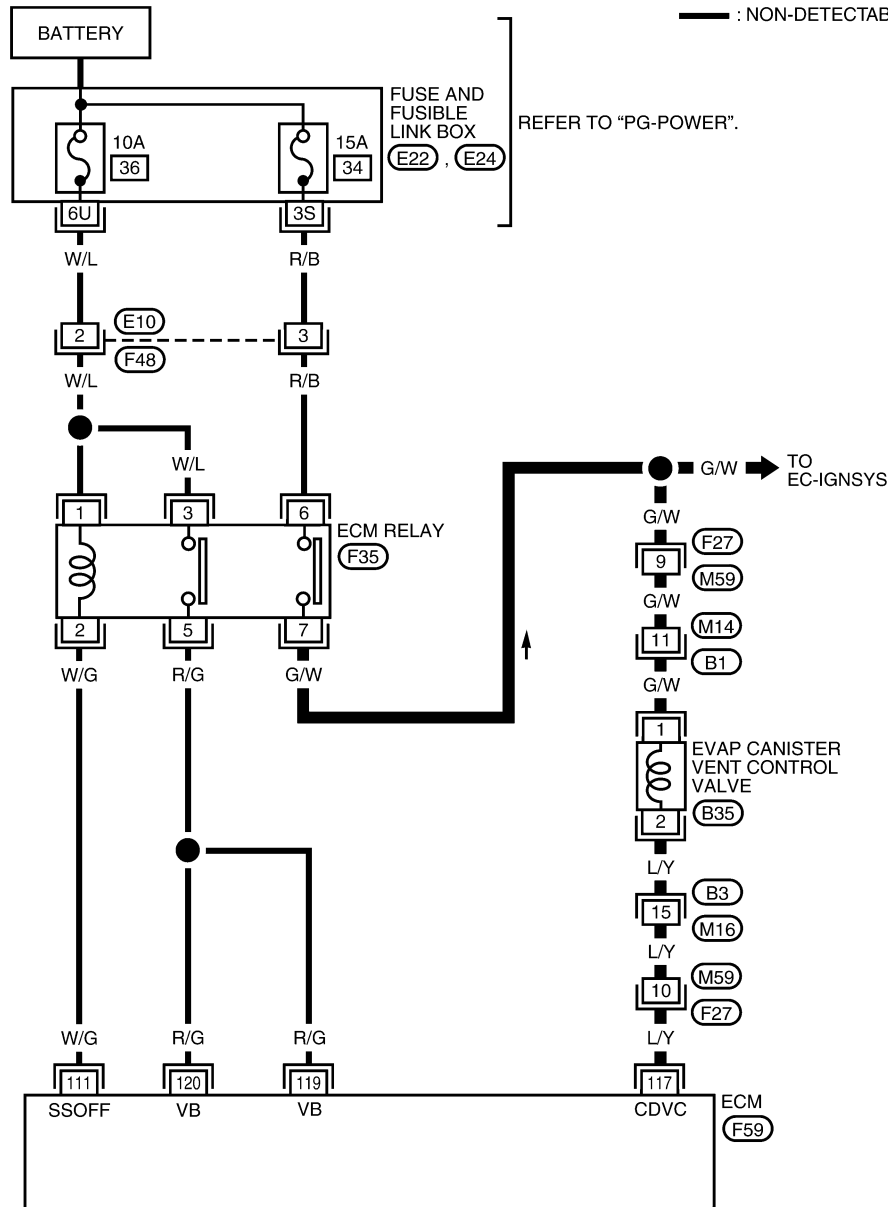 : NON-DETECTAB
BATTERY
FUSE AND
FUSIBLE
LINK BOX
E22 , E24
REFER TO “PG-POWER”.
10A
36
15A
34
6U
3S
W/L
R/B
2
E10
F48
3
W/L
R/B
W/L
G/W
TO
EC-IGNSYS
1
3
6
ECM RELAY
F35
G/W
9
F27
M59
G/W
2
5
7
11
M14
B1
W/G
R/G
G/W
G/W
1
EVAP CANISTER
VENT CONTROL
VALVE
B35
2
L/Y
15
B3
M16
L/Y
10
M59
F27
W/G
R/G
R/G
L/Y
111
120
119
117
SSOFF
VB
VB
CDVC
ECM
F59